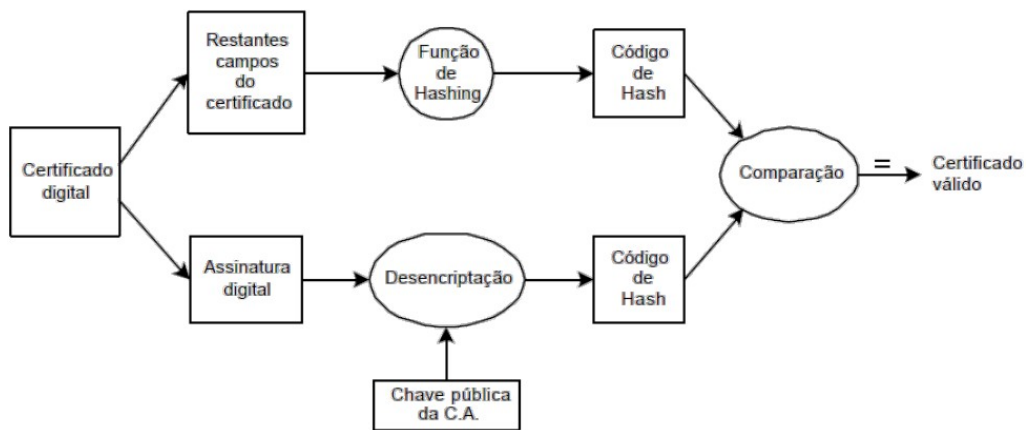 Restantes
campos
do
certificado
Função
de
Hashing
Código
de
Hash
Certificado
digital
Comparação
=
Certificado
válido
Assinatura
digital
Desencriptação
Código
de
Hash
Chave pública
da C.A.